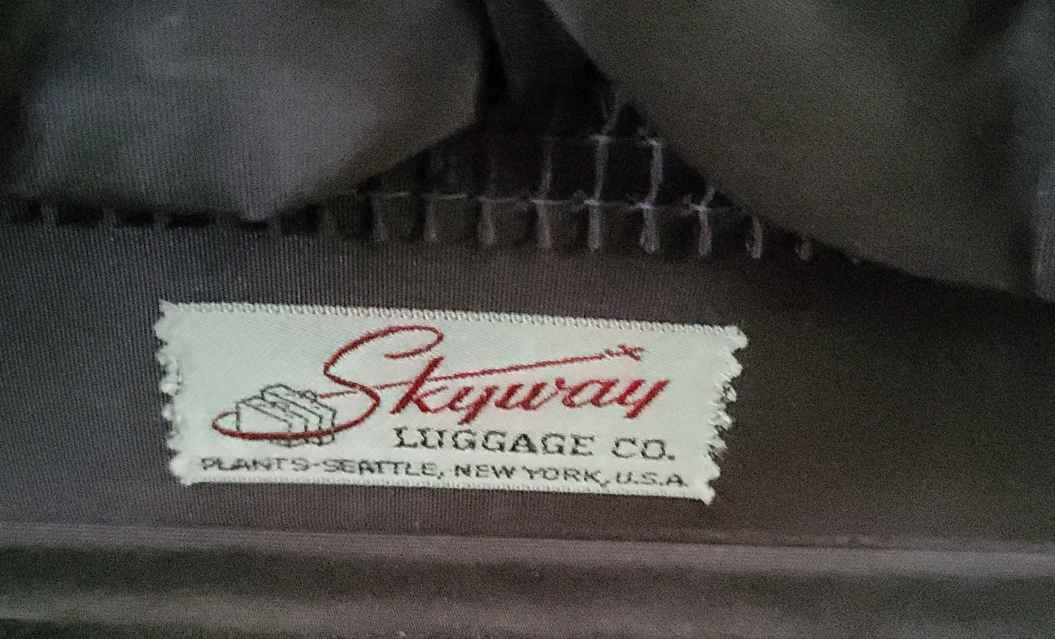 Skyway
LUGGAGE CO.
PLANTS-SEATTLE, NEW YORK, U.S.A.